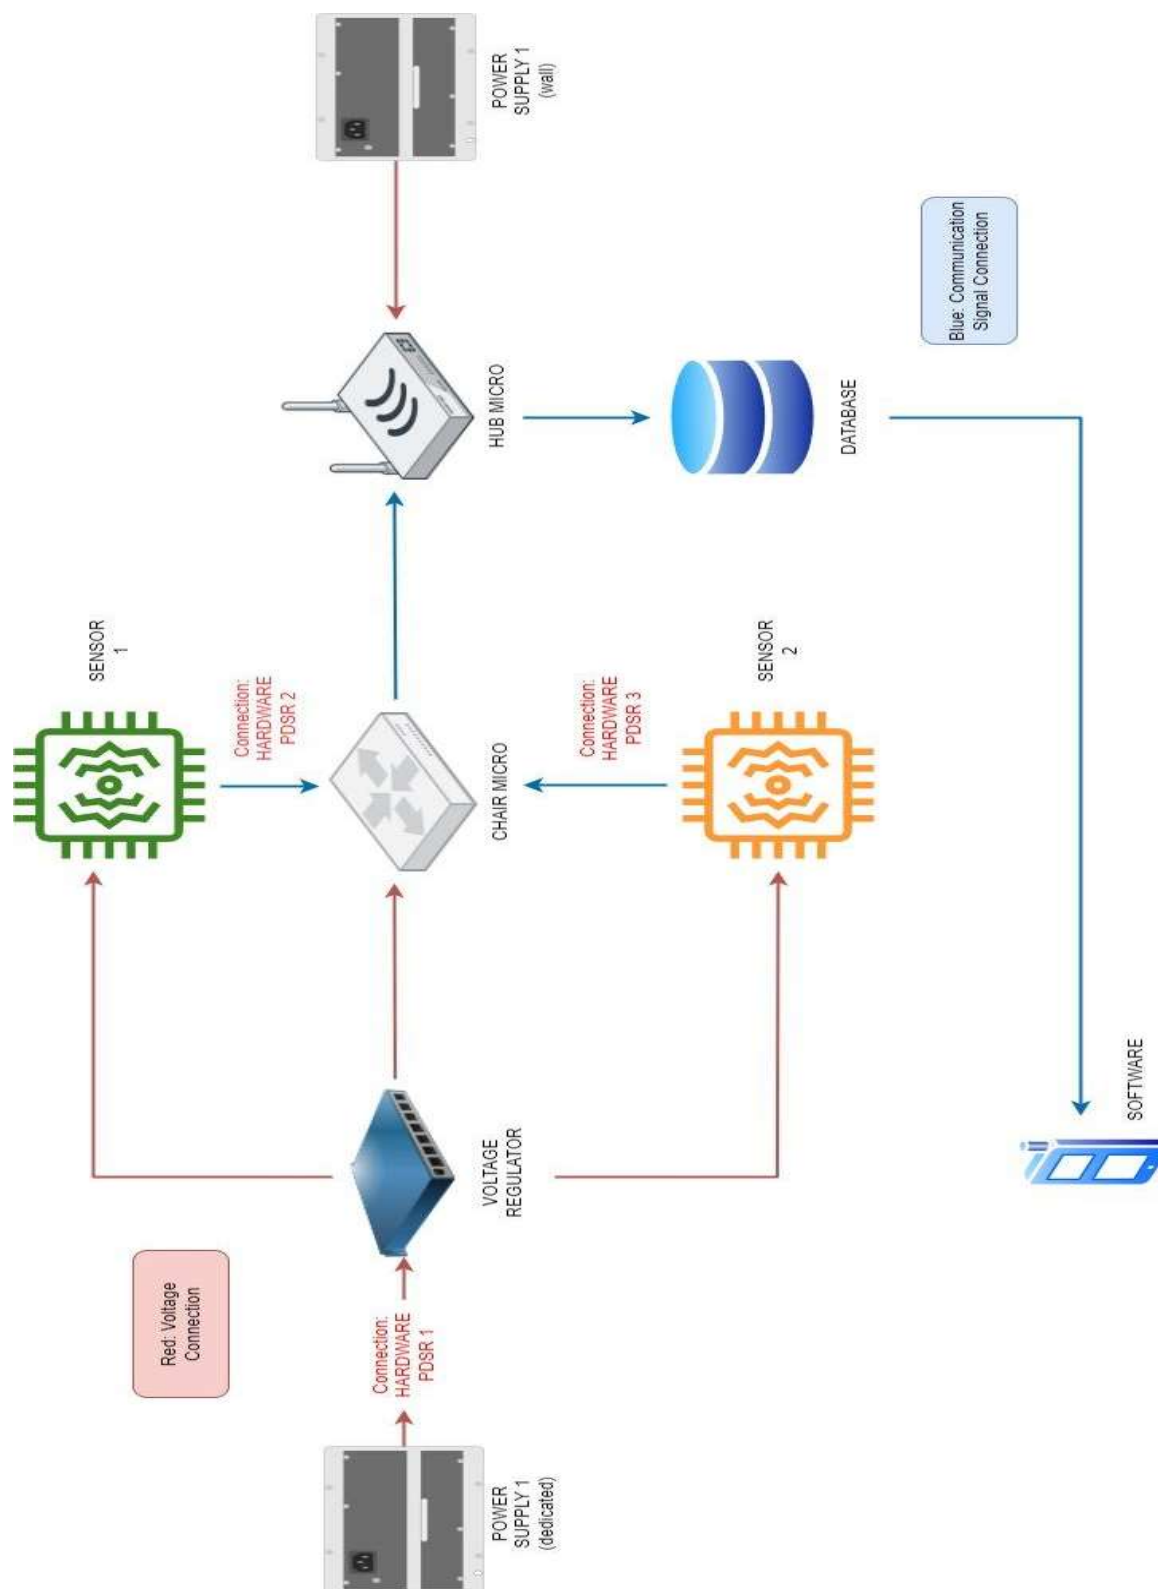 POWER
SUPPLY 1
(dedicated)
Connection:
HARDWARE
PDSR 1
Red: Voltage
Connection
VOLTAGE
REGULATOR
SENSOR
1
Connection:
HARDWARE
PDSR 2
CHAIR MICRO
Connection:
HARDWARE
PDSR 3
SENSOR
2
HUB MICRO
POWER
SUPPLY 1
(wall)
DATABASE
Blue: Communication
Signal Connection
SOFTWARE